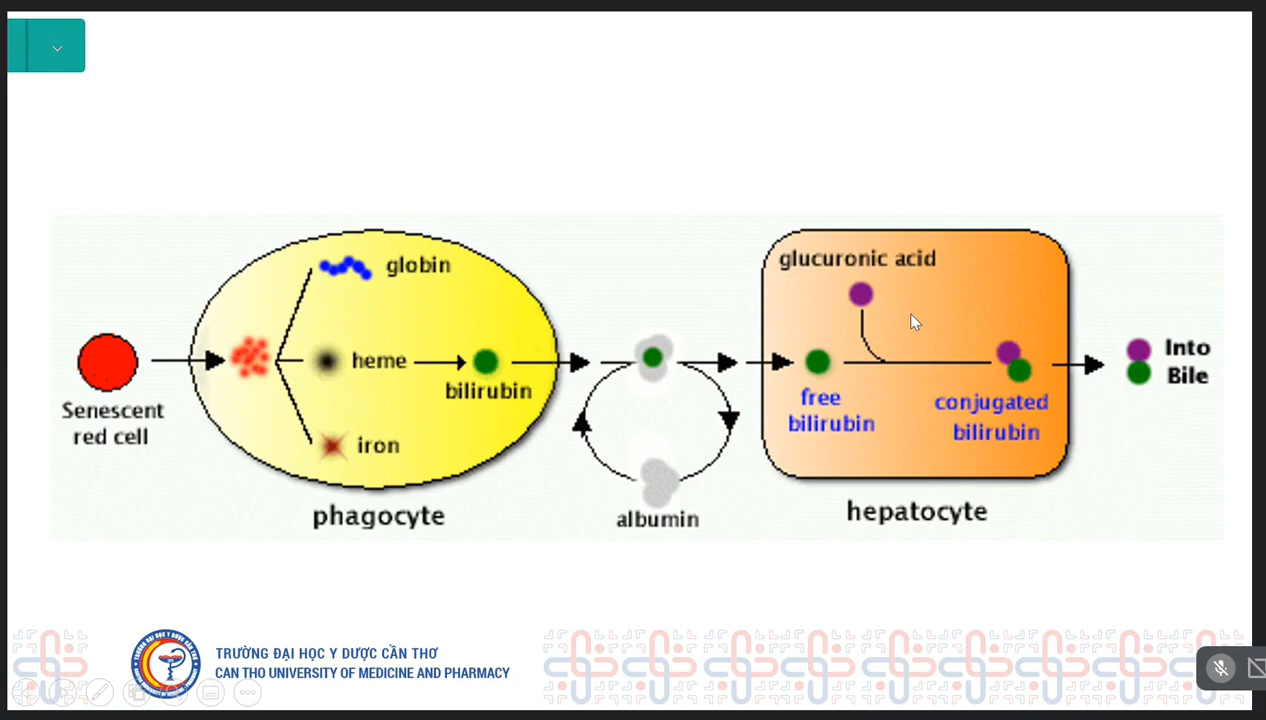 Senescent
red cell
globin
heme
bilirubin
iron
phagocyte
albumin
glucuronic acid
free
bilirubin
conjugated
bilirubin
hepatocyte
Into
Bile
TRƯỜNG ĐẠI HỌC Y DƯỢC CẦN THƠ
CAN THO UNIVERSITY OF MEDICINE AND PHARMACY